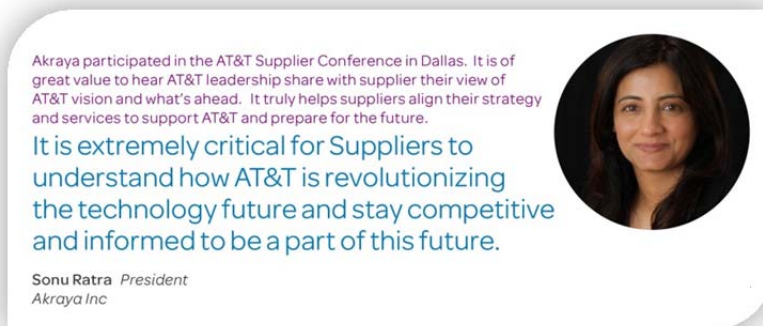 Akraya participated in the AT&T Supplier Conference in Dallas.  It is of
great value to hear AT&T leadership share with supplier their view of
AT&T vision and what's ahead.  It truly helps suppliers align their strategy
and services to support AT&T and prepare for the future.
It is extremely critical for Suppliers to
understand how AT&T is revolutionizing
the technology future and stay competitive
and informed to be a part of this future.
Sonu Ratra  President
Akraya Inc